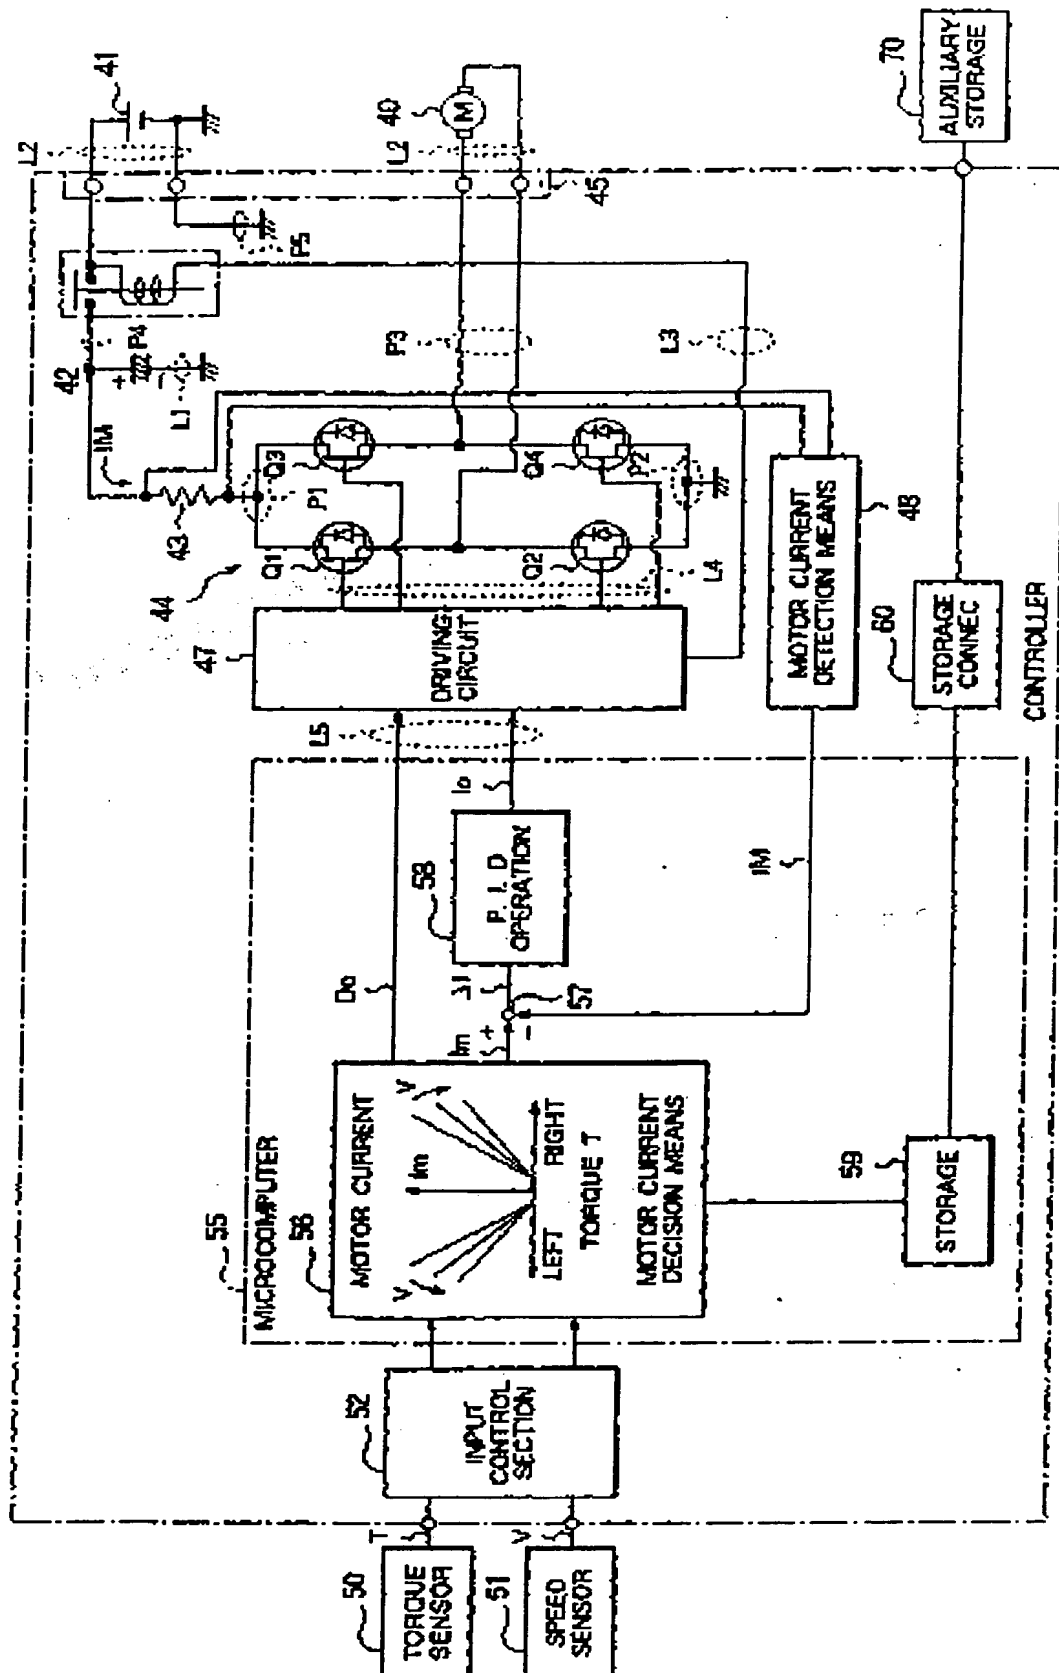 41
L2
L2
40
M
45
P5
70
AUXILIARY
STORAGE
42
P4
+
L1
IM
43
P1
P3
L3
Q3
Q4
P2
Q1
Q2
L4
44
47
DRIVING
CIRCUIT
MOTOR CURRENT
DETECTION MEANS
48
60
STORAGE
CONNEC
CONTROLLER
L5
Io
58
P. I. D
OPERATION
IM
Do
57
Im
+
-
55
MICROCOMPUTER
56
MOTOR CURRENT
V
V
Im
LEFT
RIGHT
TORQUE T
MOTOR CURRENT
DECISION MEANS
59
STORAGE
52
INPUT
CONTROL
SECTION
T
V
50
TORQUE
SENSOR
51
SPEED
SENSOR